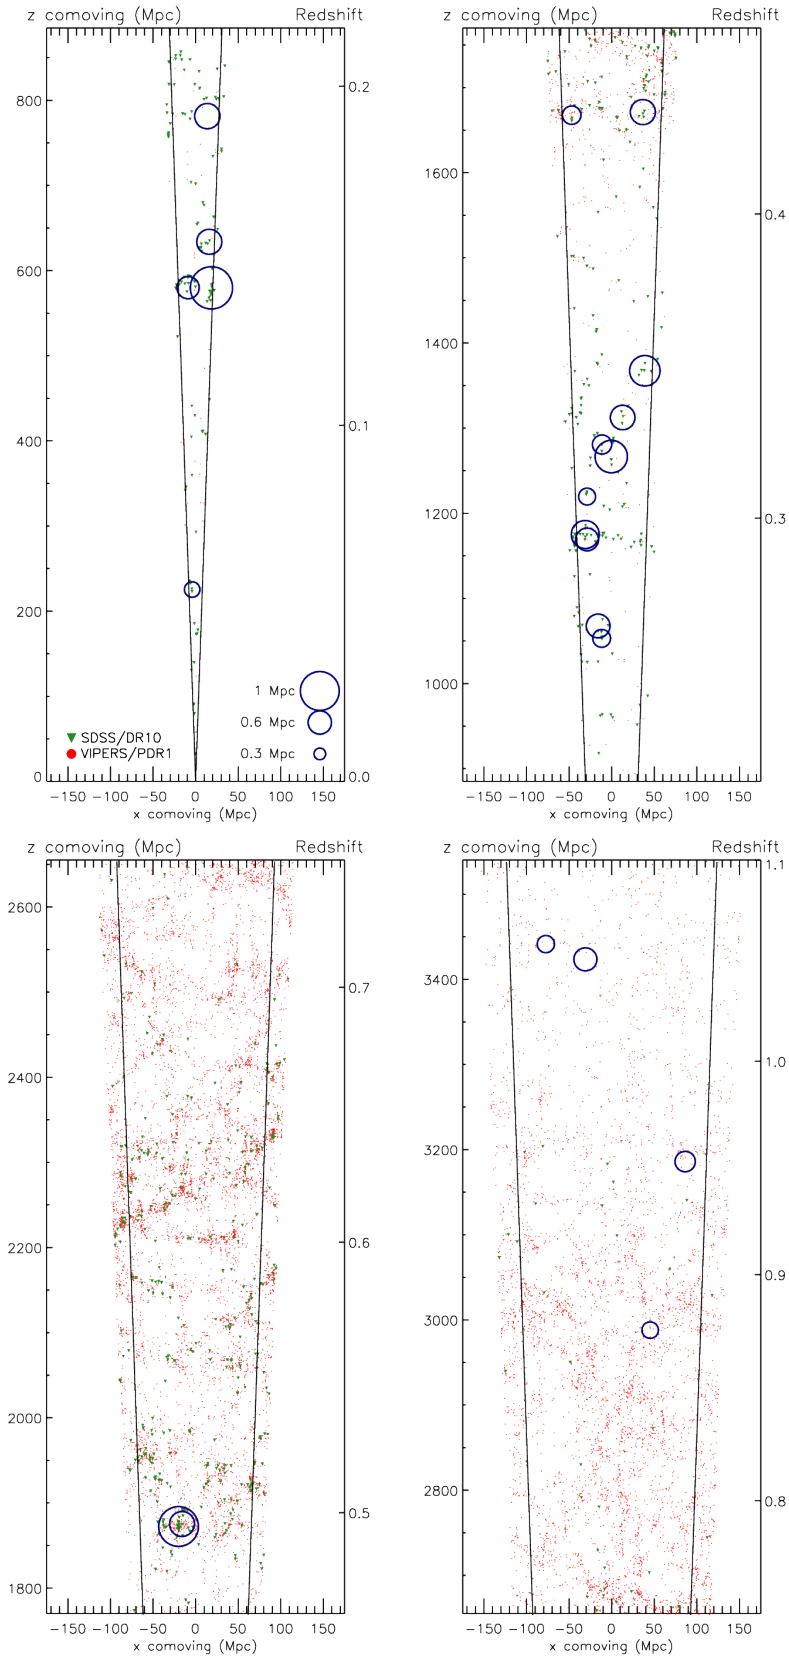 z comoving (Mpc) Redshift
800
600
400
200
0
0.2
0.1
0.0
1 Mpc
0.6 Mpc
0.3 Mpc
SDSS/DR10
VIPERS/PDR1
−150 −100 −50 0 50 100 150
x comoving (Mpc)
z comoving (Mpc) Redshift
1600
1400
1200
1000
0.4
0.3
−150 −100 −50 0 50 100 150
x comoving (Mpc)
z comoving (Mpc) Redshift
2600
2400
2200
2000
1800
0.7
0.6
0.5
−150 −100 −50 0 50 100 150
x comoving (Mpc)
z comoving (Mpc) Redshift
3400
3200
3000
2800
1.1
1.0
0.9
0.8
−150 −100 −50 0 50 100 150
x comoving (Mpc)